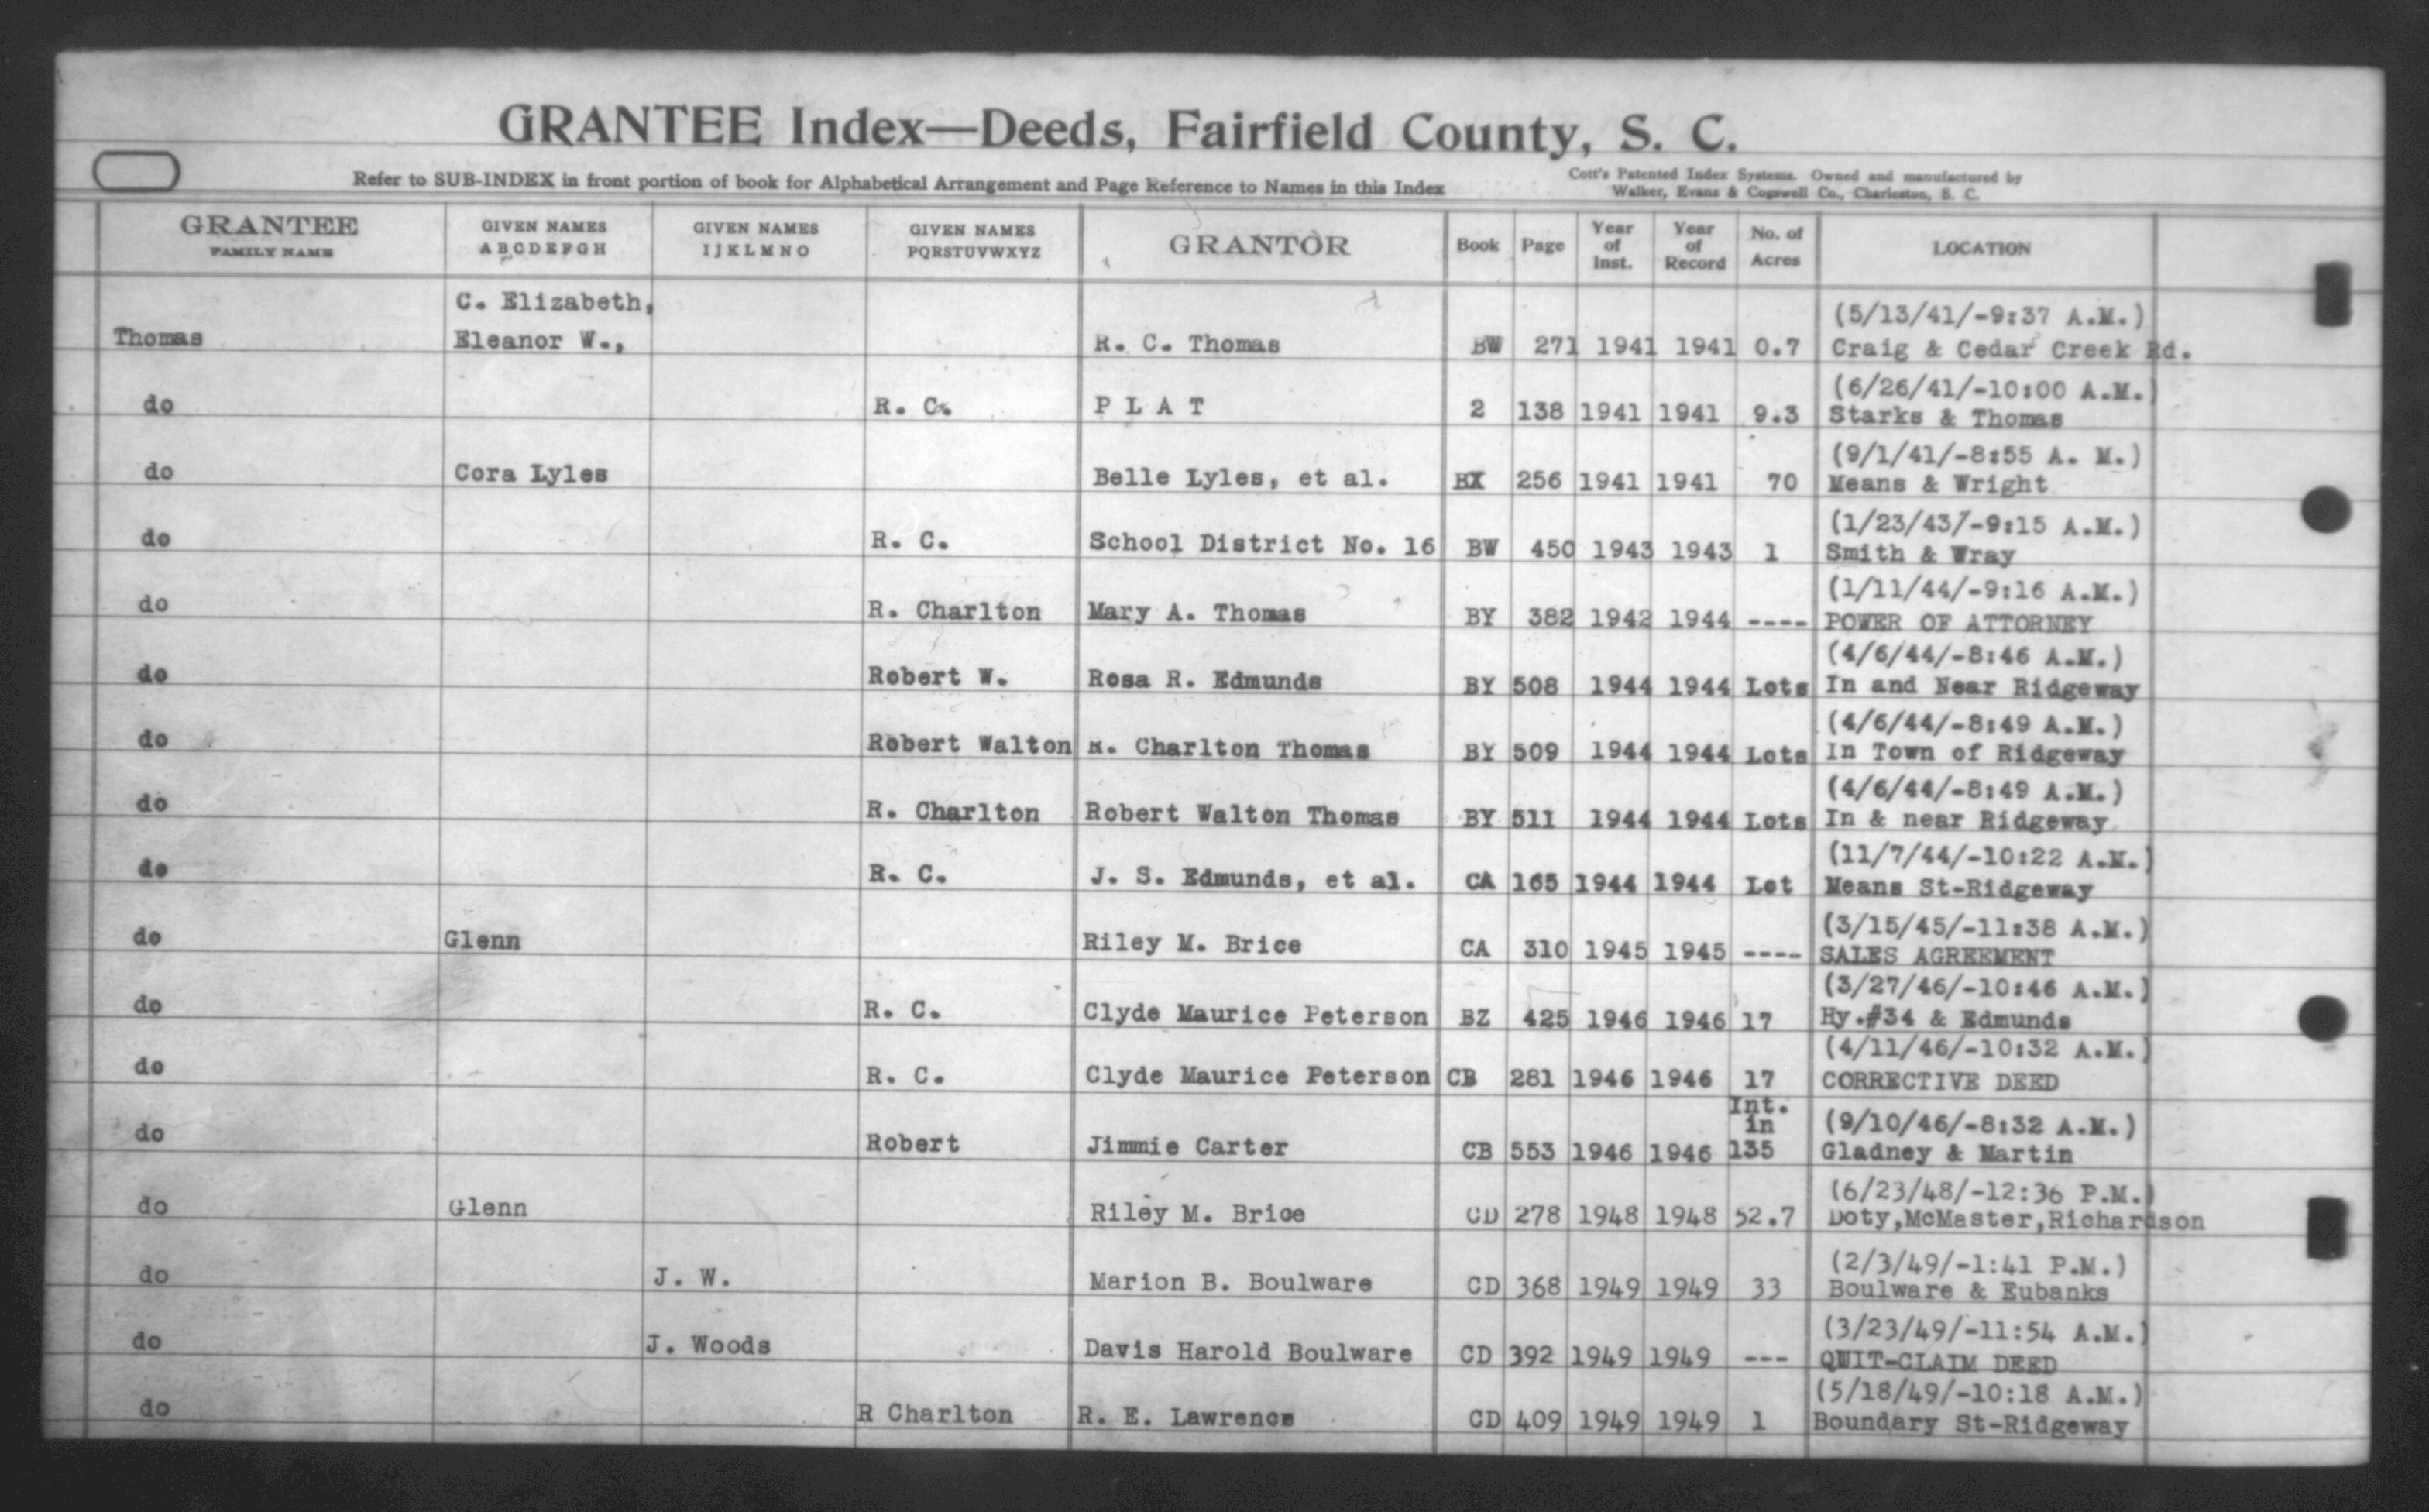 GRANTEE Index—Deeds, Fairfield County, S. C.
Refer to SUB-INDEX in front portion of book for Alphabetical Arrangement and Page Reference to Names in this Index
Cott's Patented Index Systems. Owned and manufactured by
Walker, Evans & Cogswell Co., Charleston, S. C.
GRANTEE FAMILY NAME GIVEN NAMES ABCDEFGH GIVEN NAMES IJKLMNO GIVEN NAMES PQRSTUVWXYZ GRANTOR Book Page Year of Inst. Year of Record No. of Acres LOCATION
C. Elizabeth, (5/13/41/-9:37 A.M.)
Thomas Eleanor W., R. C. Thomas BW 271 1941 1941 0.7 Craig & Cedar Creek Rd.
(6/26/41/-10:00 A.M.)
do R. C. P L A T 2 138 1941 1941 9.3 Starks & Thomas
(9/1/41/-8:55 A. M.)
do Cora Lyles Belle Lyles, et al. BX 256 1941 1941 70 Means & Wright
(1/23/43/-9:15 A.M.)
do R. C. School District No. 16 BW 450 1943 1943 1 Smith & Wray
(1/11/44/-9:16 A.M.)
do R. Charlton Mary A. Thomas BY 382 1942 1944 ---- POWER OF ATTORNEY
(4/6/44/-8:46 A.M.)
do Robert W. Rosa R. Edmunds BY 508 1944 1944 Lots In and Near Ridgeway
(4/6/44/-8:49 A.M.)
do Robert Walton R. Charlton Thomas BY 509 1944 1944 Lots In Town of Ridgeway
(4/6/44/-8:49 A.M.)
do R. Charlton Robert Walton Thomas BY 511 1944 1944 Lots In & near Ridgeway
(11/7/44/-10:22 A.M.)
do R. C. J. S. Edmunds, et al. CA 165 1944 1944 Lot Means St-Ridgeway
(3/15/45/-11:38 A.M.)
do Glenn Riley M. Brice CA 310 1945 1945 ---- SALES AGREEMENT
(3/27/46/-10:46 A.M.)
do R. C. Clyde Maurice Peterson BZ 425 1946 1946 17 Hy.#34 & Edmunds
(4/11/46/-10:32 A.M.)
do R. C. Clyde Maurice Peterson CB 281 1946 1946 17 CORRECTIVE DEED
Int. in (9/10/46/-8:32 A.M.)
do Robert Jimmie Carter CB 553 1946 1946 135 Gladney & Martin
(6/23/48/-12:36 P.M.)
do Glenn Riley M. Brice CD 278 1948 1948 52.7 Doty,McMaster,Richardson
(2/3/49/-1:41 P.M.)
do J. W. Marion B. Boulware CD 368 1949 1949 33 Boulware & Eubanks
(3/23/49/-11:54 A.M.)
do J. Woods Davis Harold Boulware CD 392 1949 1949 --- QUIT-CLAIM DEED
(5/18/49/-10:18 A.M.)
do R Charlton R. E. Lawrence CD 409 1949 1949 1 Boundary St-Ridgeway